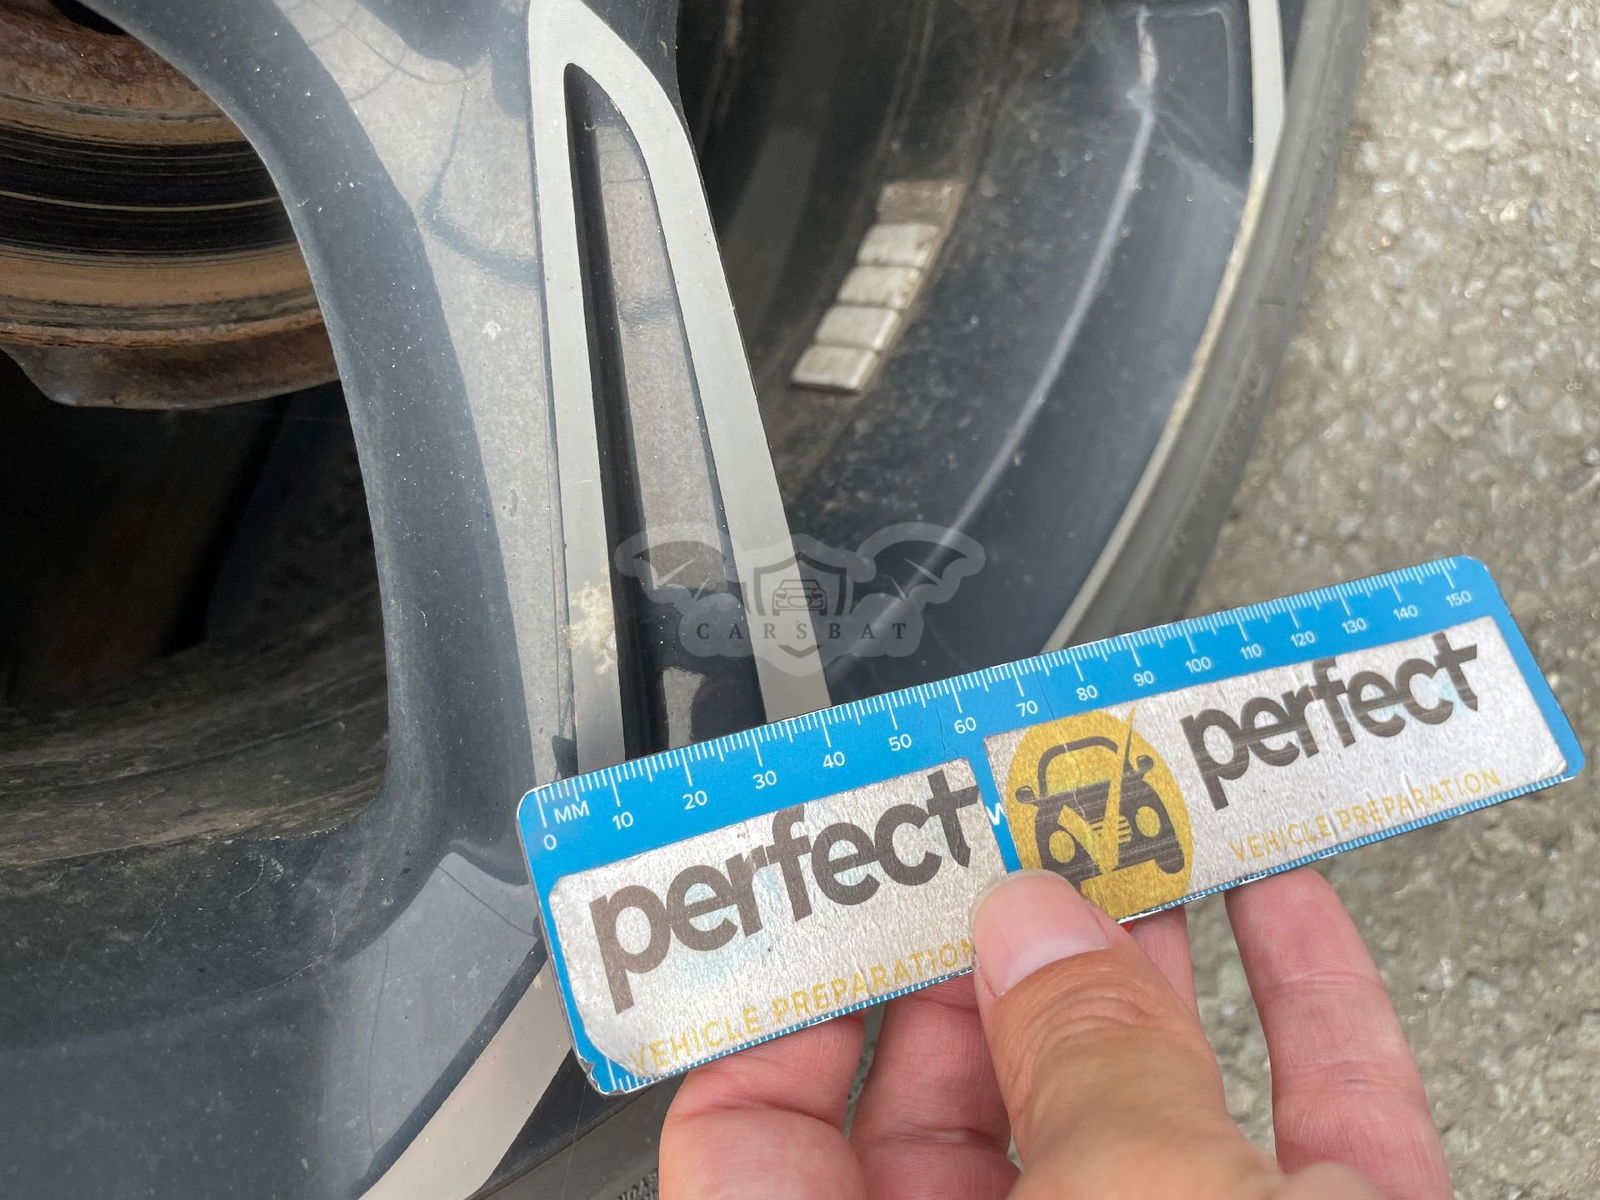 CARSBAT
0 MM 10 20 30 40 50 60 70 80 90 100 110 120 130 140 150
perfect perfect
VEHICLE PREPARATION VEHICLE PREPARATION